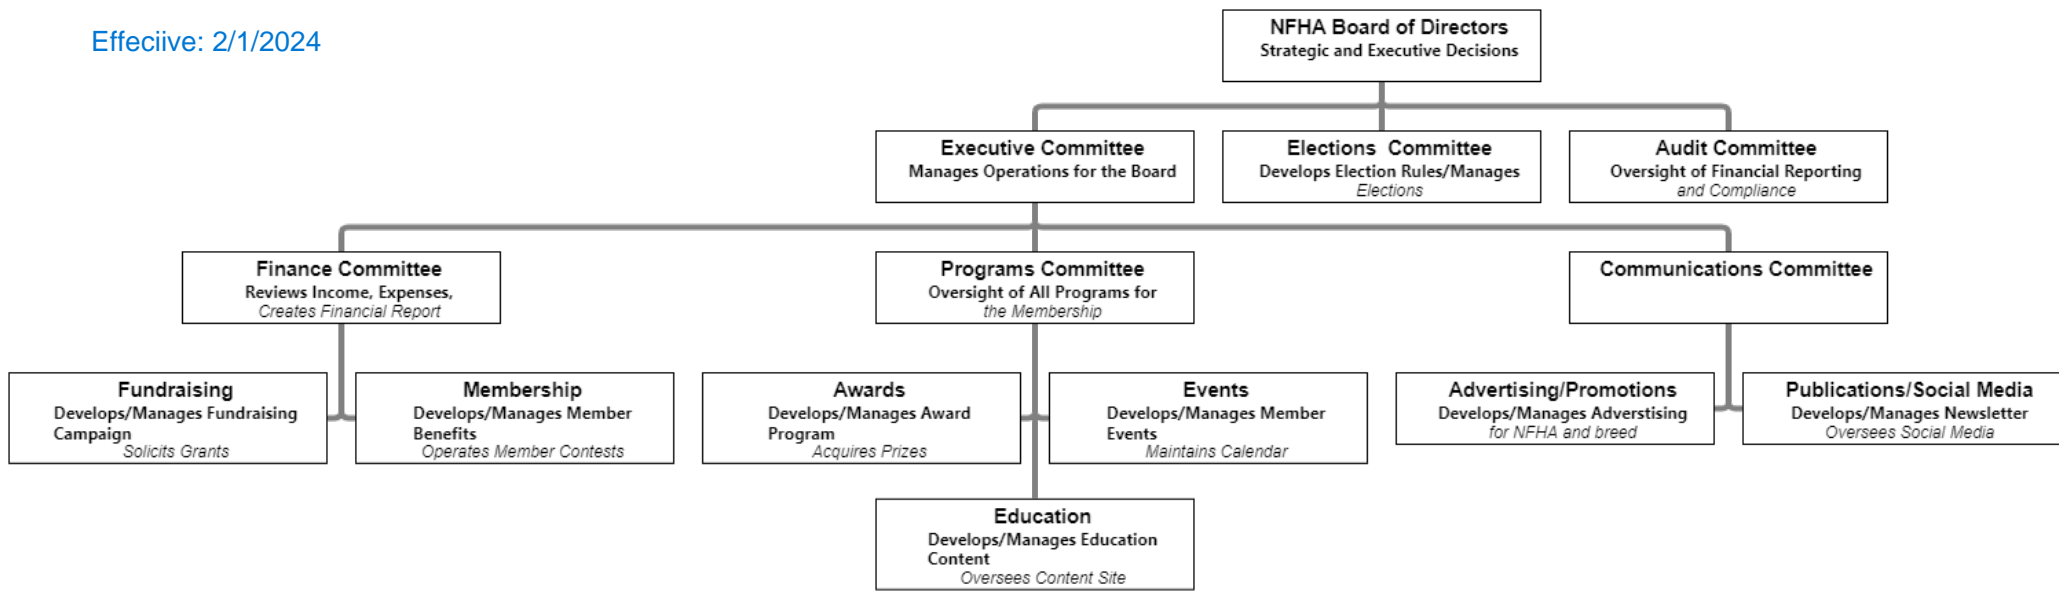 Effeciive: 2/1/2024
NFHA Board of Directors
Strategic and Executive Decisions
Executive Committee
Manages Operations for the Board
Elections Committee
Develops Election Rules/Manages
Elections
Audit Committee
Oversight of Financial Reporting
and Compliance
Finance Committee
Reviews Income, Expenses,
Creates Financial Report
Programs Committee
Oversight of All Programs for
the Membership
Communications Committee
Fundraising
Develops/Manages Fundraising
Campaign
Solicits Grants
Membership
Develops/Manages Member
Benefits
Operates Member Contests
Awards
Develops/Manages Award
Program
Acquires Prizes
Events
Develops/Manages Member
Events
Maintains Calendar
Advertising/Promotions
Develops/Manages Adverstising
for NFHA and breed
Publications/Social Media
Develops/Manages Newsletter
Oversees Social Media
Education
Develops/Manages Education
Content
Oversees Content Site